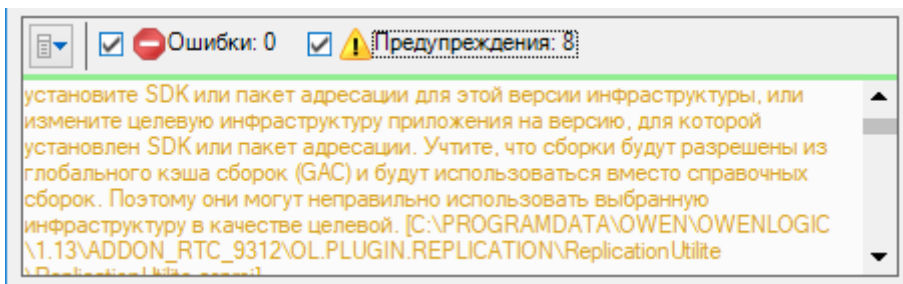 Ошибки: 0 Предупреждения: 8
установите SDK или пакет адресации для этой версии инфраструктуры, или
измените целевую инфраструктуру приложения на версию, для которой
установлен SDK или пакет адресации. Учтите, что сборки будут разрешены из
глобального кэша сборок (GAC) и будут использоваться вместо справочных
сборок. Поэтому они могут неправильно использовать выбранную
инфраструктуру в качестве целевой. [C:\PROGRAMDATA\OWEN\OWENLOGIC
\1.13\ADDON_RTC_9312\OL.PLUGIN.REPLICATION\ReplicationUtilite